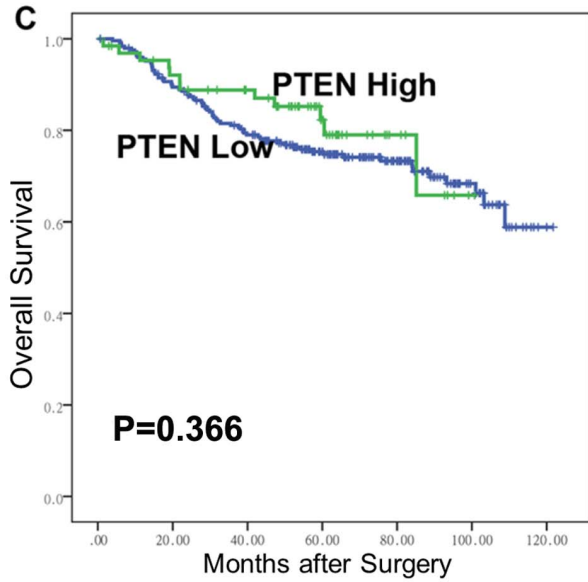 C
1.0
PTEN High
0.8
PTEN Low
0.6
0.4
0.2
P=0.366
0.0
Overall Survival
.00 20.00 40.00 60.00 80.00 100.00 120.00
Months after Surgery